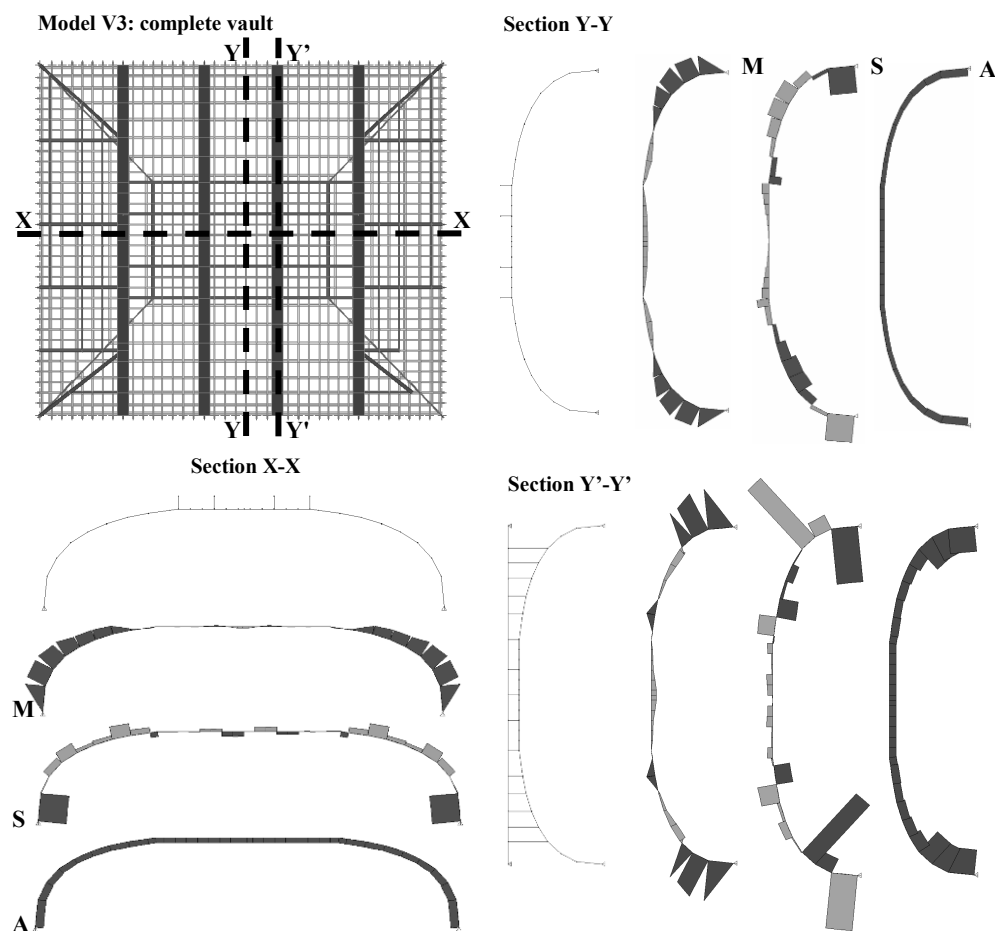 Model V3: complete vault
Section Y-Y
Y Y’
M S A
X X
Y Y'
Section X-X
Section Y’-Y’
M
S
A